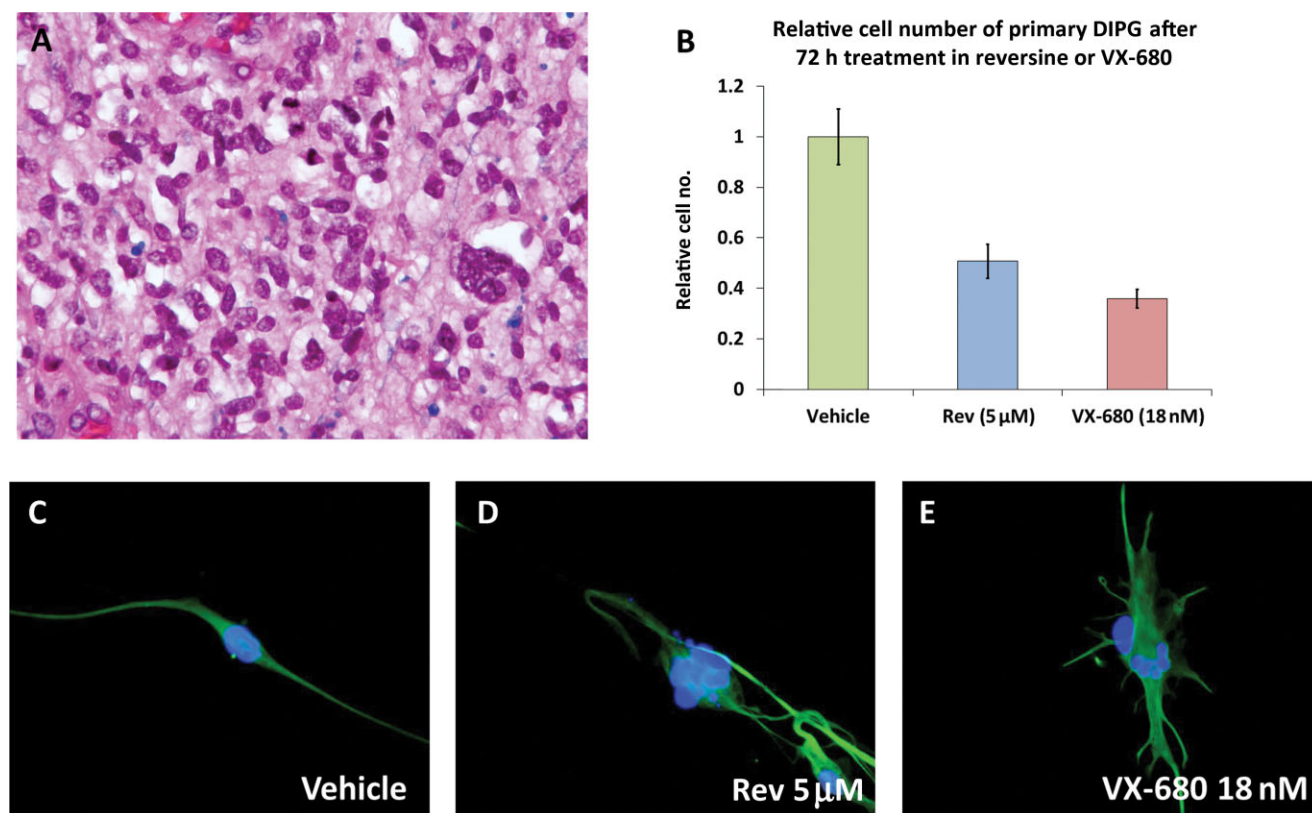 A
B
Relative cell number of primary DIPG after
72 h treatment in reversine or VX-680
Relative cell no.
1.2
1
0.8
0.6
0.4
0.2
0
Vehicle
Rev (5 µM)
VX-680 (18 nM)
C
Vehicle
D
Rev 5 µM
E
VX-680 18 nM